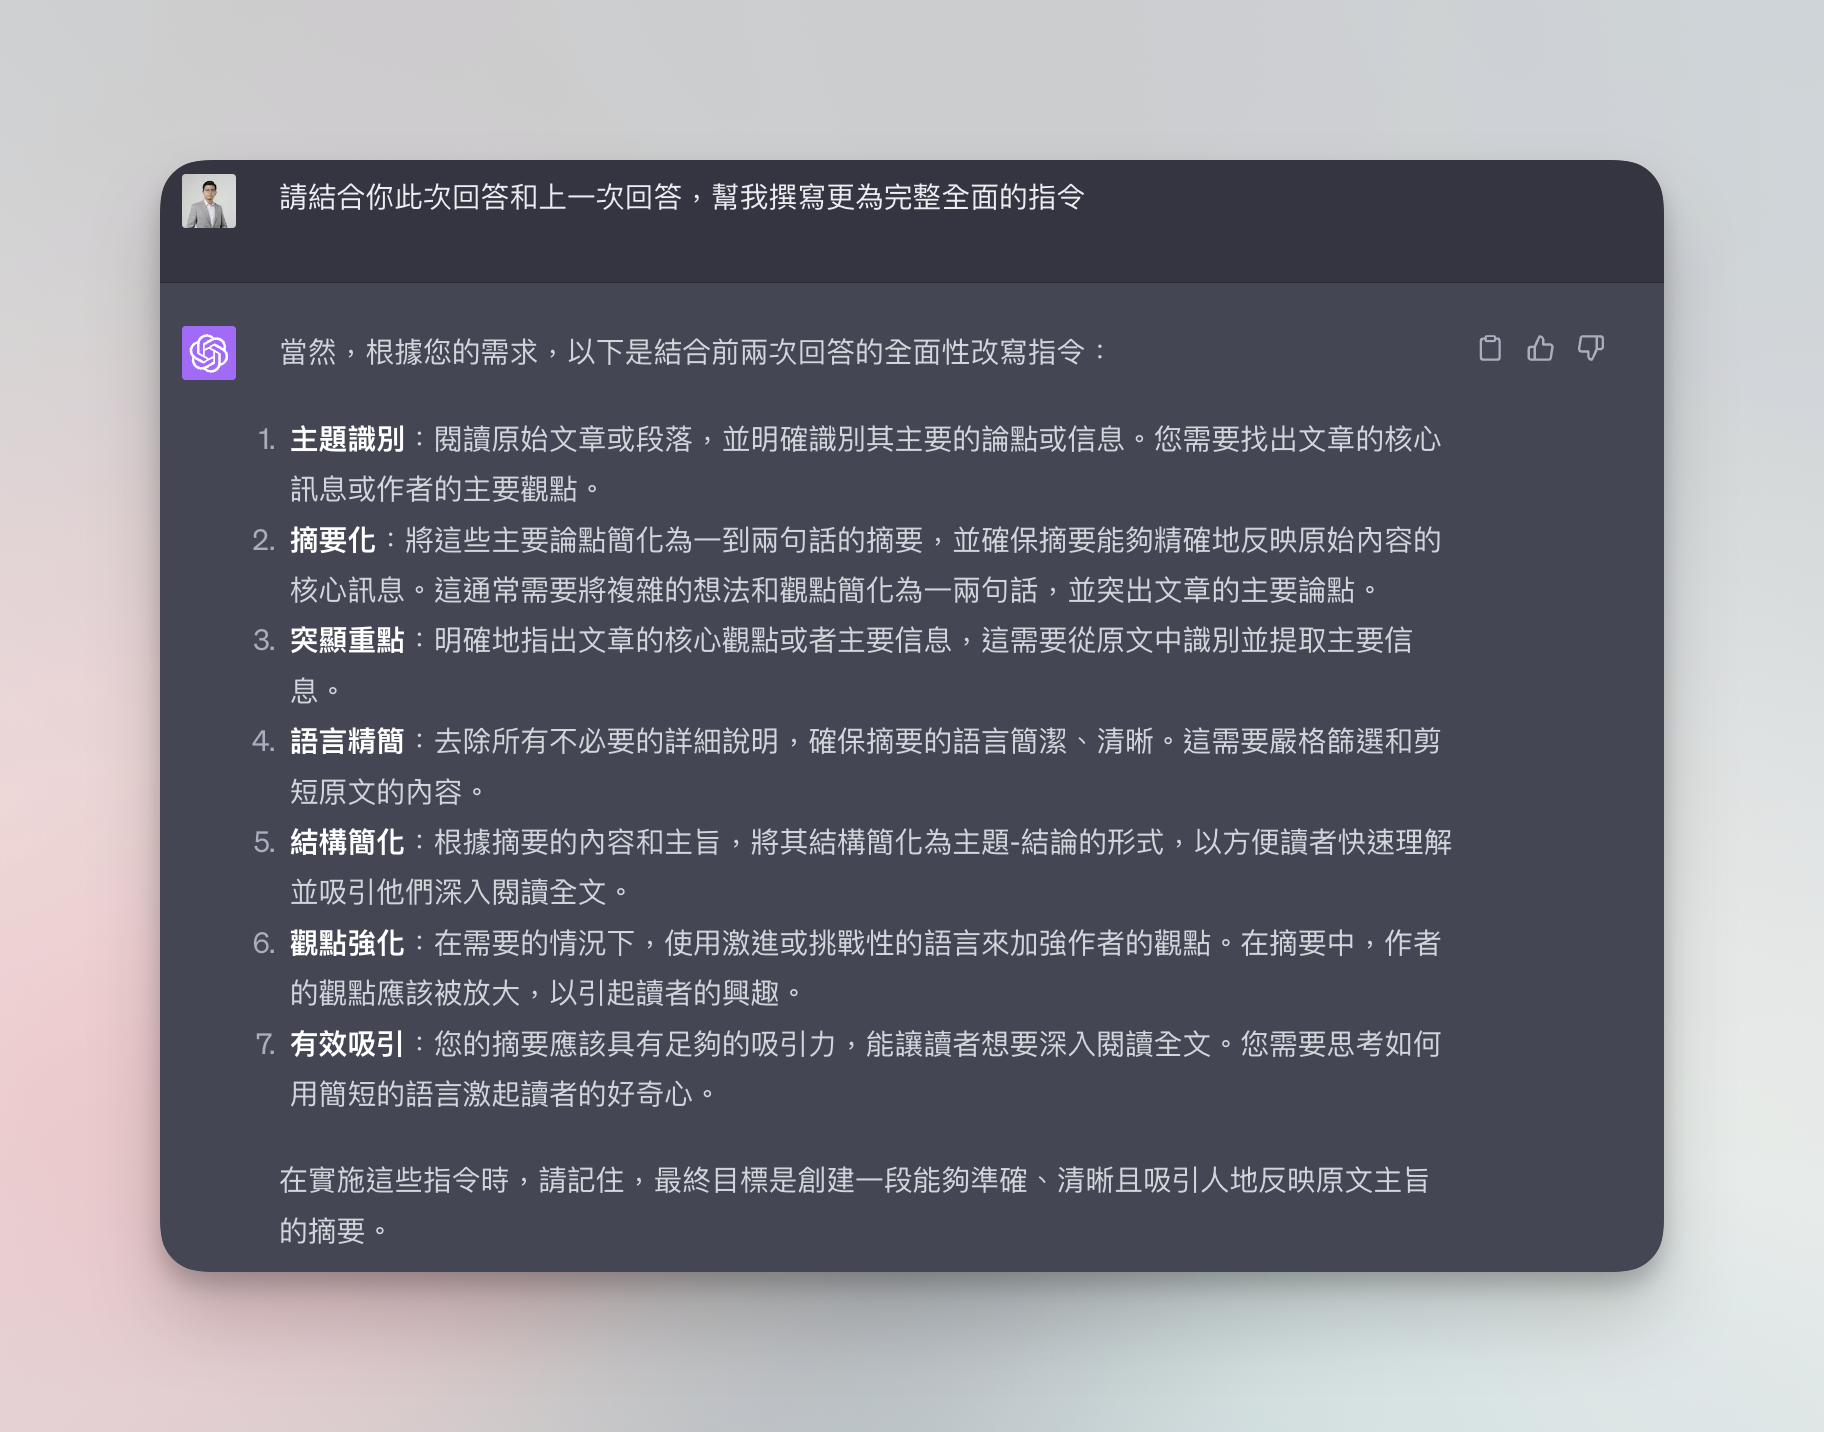 請結合你此次回答和上一次回答，幫我撰寫更為完整全面的指令
當然，根據您的需求，以下是結合前兩次回答的全面性改寫指令：
1. 主題識別：閱讀原始文章或段落，並明確識別其主要的論點或信息。您需要找出文章的核心
訊息或作者的主要觀點。
2. 摘要化：將這些主要論點簡化為一到兩句話的摘要，並確保摘要能夠精確地反映原始內容的
核心訊息。這通常需要將複雜的想法和觀點簡化為一兩句話，並突出文章的主要論點。
3. 突顯重點：明確地指出文章的核心觀點或者主要信息，這需要從原文中識別並提取主要信
息。
4. 語言精簡：去除所有不必要的詳細說明，確保摘要的語言簡潔、清晰。這需要嚴格篩選和剪
短原文的內容。
5. 結構簡化：根據摘要的內容和主旨，將其結構簡化為主題-結論的形式，以方便讀者快速理解
並吸引他們深入閱讀全文。
6. 觀點強化：在需要的情況下，使用激進或挑戰性的語言來加強作者的觀點。在摘要中，作者
的觀點應該被放大，以引起讀者的興趣。
7. 有效吸引：您的摘要應該具有足夠的吸引力，能讓讀者想要深入閱讀全文。您需要思考如何
用簡短的語言激起讀者的好奇心。
在實施這些指令時，請記住，最終目標是創建一段能夠準確、清晰且吸引人地反映原文主旨
的摘要。